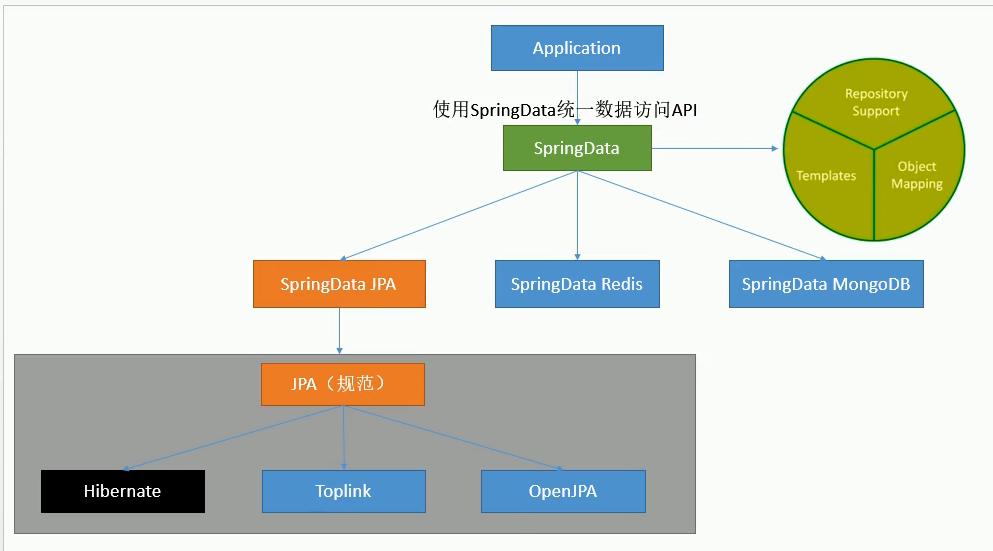 Application
使用SpringData统一数据访问API
SpringData
Repository
Support
Templates
Object
Mapping
SpringData JPA
SpringData Redis
SpringData MongoDB
JPA（规范）
Hibernate
Toplink
OpenJPA